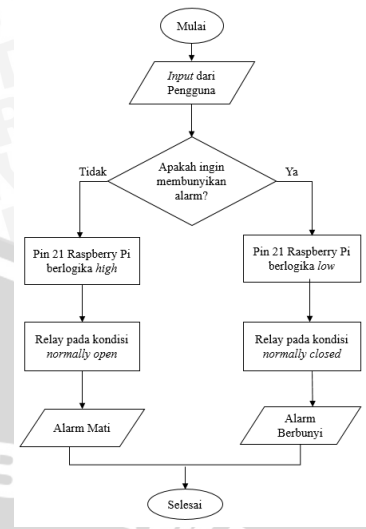 Mulai
Input dari
Pengguna
Apakah ingin
membunyikan
alarm?
Tidak
Ya
Pin 21 Raspberry Pi
berlogika high
Pin 21 Raspberry Pi
berlogika low
Relay pada kondisi
normally open
Relay pada kondisi
normally closed
Alarm Mati
Alarm
Berbunyi
Selesai